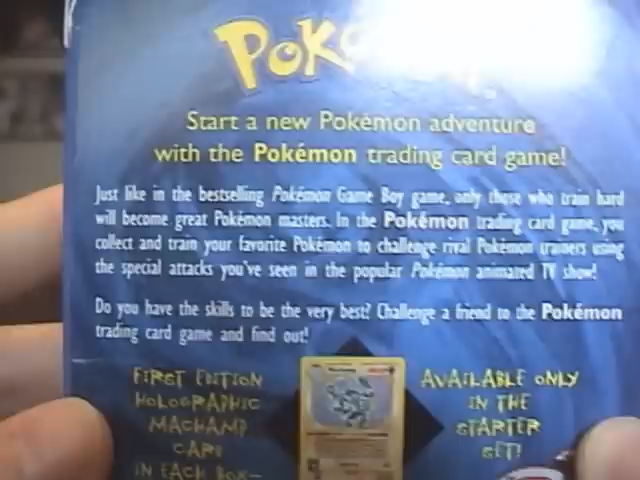 Start a new Pokémon adventure
with the Pokémon trading card game!
Just like in the bestselling Pokémon Game Boy game, only those who train hard
will become great Pokémon masters. In the Pokémon trading card game, you
collect and train your favorite Pokémon to challenge rival Pokémon trainers using
the special attacks you've seen in the popular Pokémon animated TV show!
Do you have the skills to be the very best? Challenge a friend to the Pokémon
trading card game and find out!
FIRST EDITION
HOLOGRAPHIC
MACHAMP
CARD
IN EACH BOX—
AVAILABLE ONLY
IN THE
STARTER
SET!